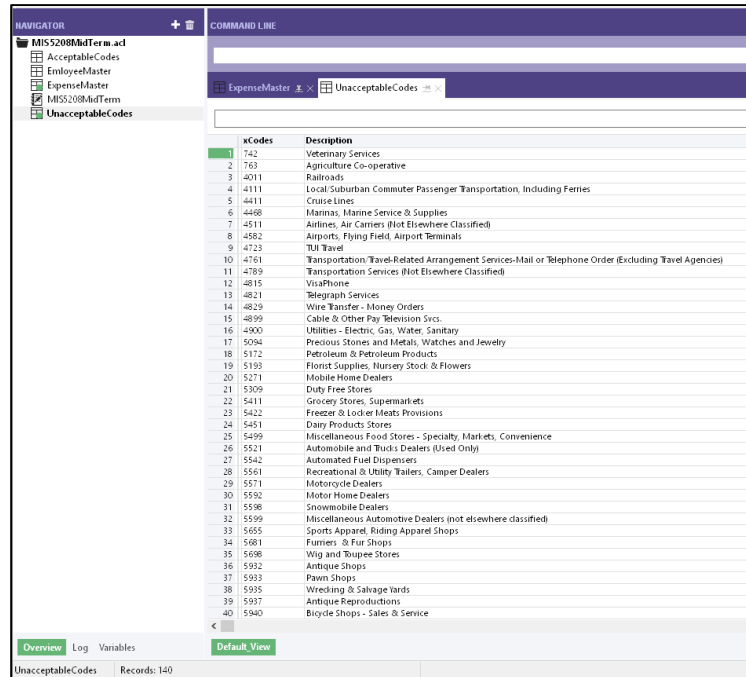 NAVIGATOR
MIS5208MidTerm.acl
AcceptableCodes
EmloyeeMaster
ExpenseMaster
MIS5208MidTerm
UnacceptableCodes
COMMAND LINE
ExpenseMaster UnacceptableCodes
xCodes Description
1 742 Veterinary Services
2 763 Agriculture Co-operative
3 4011 Railroads
4 4111 Local/Suburban Commuter Passenger Transportation, Including Ferries
5 4411 Cruise Lines
6 4468 Marinas, Marine Service & Supplies
7 4511 Airlines, Air Carriers (Not Elsewhere Classified)
8 4582 Airports, Flying Field, Airport Terminals
9 4723 TUI Travel
10 4761 Transportation/Travel-Related Arrangement Services-Mail or Telephone Order (Excluding Travel Agencies)
11 4789 Transportation Services (Not Elsewhere Classified)
12 4815 VisaPhone
13 4821 Telegraph Services
14 4829 Wire Transfer - Money Orders
15 4899 Cable & Other Pay Television Svcs.
16 4900 Utilities - Electric, Gas, Water, Sanitary
17 5094 Precious Stones and Metals, Watches and Jewelry
18 5172 Petroleum & Petroleum Products
19 5193 Florist Supplies, Nursery Stock & Flowers
20 5271 Mobile Home Dealers
21 5309 Duty Free Stores
22 5411 Grocery Stores, Supermarkets
23 5422 Freezer & Locker Meats Provisions
24 5451 Dairy Products Stores
25 5499 Miscellaneous Food Stores - Specialty, Markets, Convenience
26 5521 Automobile and Trucks Dealers (Used Only)
27 5542 Automated Fuel Dispensers
28 5561 Recreational & Utility Trailers, Camper Dealers
29 5571 Motorcycle Dealers
30 5592 Motor Home Dealers
31 5598 Snowmobile Dealers
32 5599 Miscellaneous Automotive Dealers (not elsewhere classified)
33 5655 Sports Apparel, Riding Apparel Shops
34 5681 Furriers & Fur Shops
35 5698 Wig and Toupee Stores
36 5932 Antique Shops
37 5933 Pawn Shops
38 5935 Wrecking & Salvage Yards
39 5937 Antique Reproductions
40 5940 Bicycle Shops - Sales & Service
Overview Log Variables
Default_View
UnacceptableCodes Records: 140